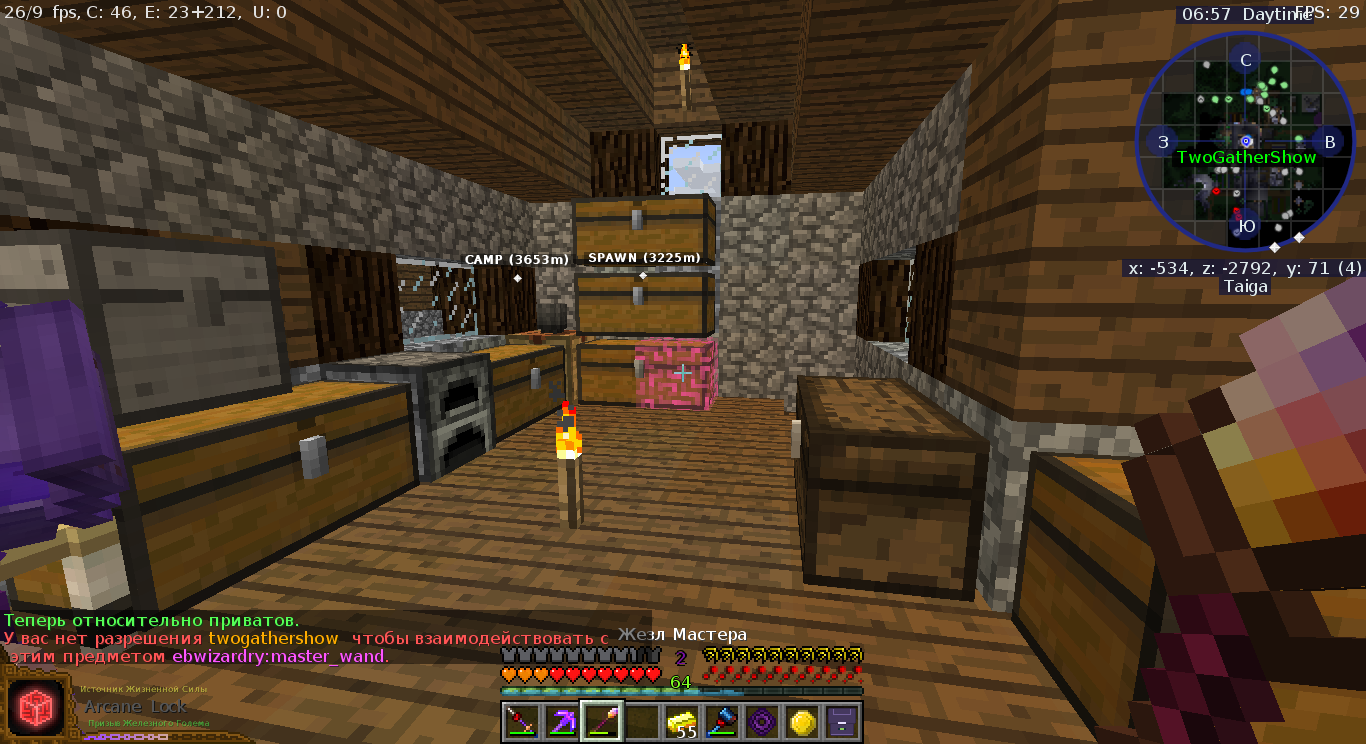 26/9 fps, C: 46, E: 23+212, U: 0
06:57 Daytime
FPS: 29
С
З
В
TwoGatherShow
Ю
x: -534, z: -2792, y: 71 (4)
Taiga
CAMP (3653m)
SPAWN (3225m)
Теперь относительно приватов.
У вас нет разрешения twogathershow чтобы взаимодействовать с
этим предметом ebwizardry:master_wand.
Жезл Мастера
2
64
Источник Жизненной Силы
Arcane Lock
Призыв Железного Голема
55